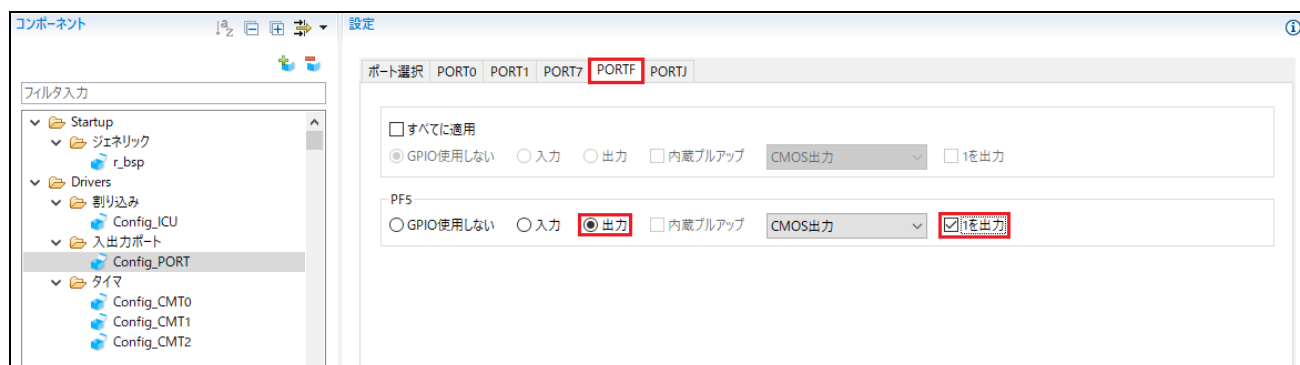 コンポーネント
設定
フィルタ入力
Startup
ジェネリック
r_bsp
Drivers
割り込み
Config_ICU
入出力ポート
Config_PORT
タイマ
Config_CMT0
Config_CMT1
Config_CMT2
ポート選択 PORT0 PORT1 PORT7 PORTF PORTJ
すべてに適用
GPIO使用しない 入力 出力 内蔵プルアップ CMOS出力 1を出力
PF5
GPIO使用しない 入力 出力 内蔵プルアップ CMOS出力 1を出力